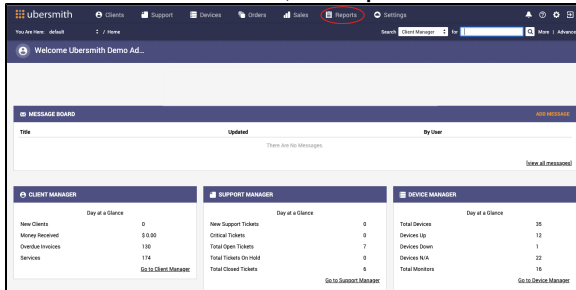 ubersmith Clients Support Devices Orders Sales Reports Settings
You Are Here: default / Home Search Client Manager for More | Advance
Welcome Ubersmith Demo Ad...
MESSAGE BOARD ADD MESSAGE
Title Updated By User
There Are No Messages.
[view all messages]
CLIENT MANAGER SUPPORT MANAGER DEVICE MANAGER
Day at a Glance Day at a Glance Day at a Glance
New Clients 0 New Support Tickets 0 Total Devices 35
Money Received $ 0.00 Critical Tickets 0 Devices Up 12
Overdue Invoices 130 Total Open Tickets 7 Devices Down 1
Services 174 Total Tickets On Hold 0 Devices N/A 22
Go to Client Manager Total Closed Tickets 6 Total Monitors 16
Go to Support Manager Go to Device Manager